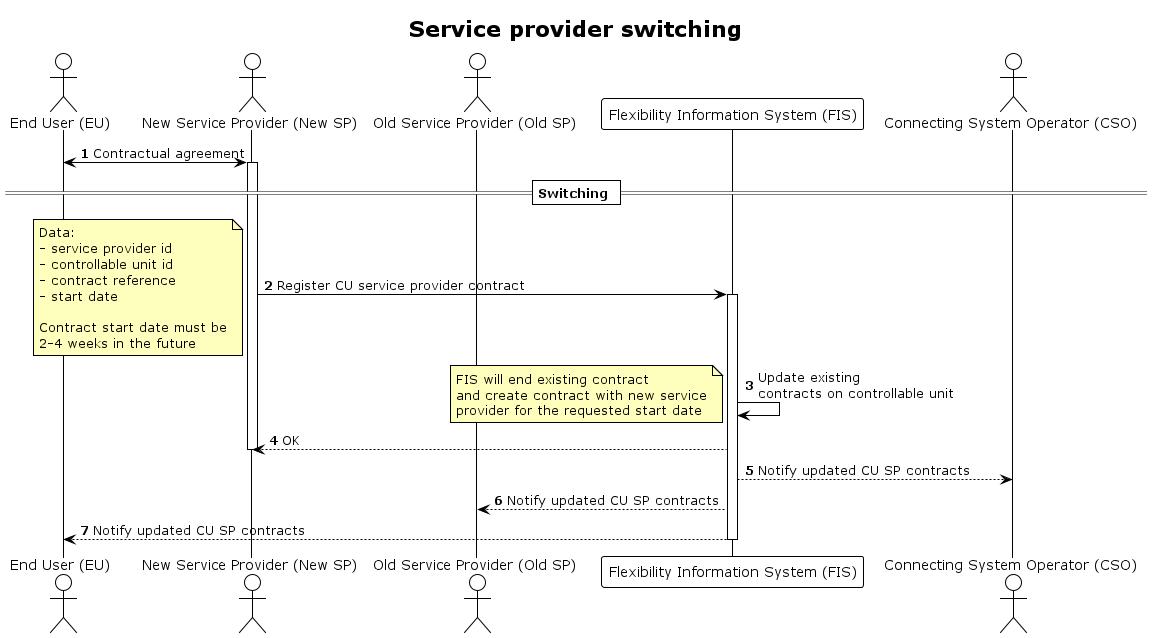 Service provider switching
End User (EU)
New Service Provider (New SP)
Old Service Provider (Old SP)
Flexibility Information System (FIS)
Connecting System Operator (CSO)
1 Contractual agreement
Switching
Data:
- service provider id
- controllable unit id
- contract reference
- start date
Contract start date must be
2-4 weeks in the future
2 Register CU service provider contract
FIS will end existing contract
and create contract with new service
provider for the requested start date
3 Update existing
contracts on controllable unit
4 OK
5 Notify updated CU SP contracts
6 Notify updated CU SP contracts
7 Notify updated CU SP contracts
End User (EU)
New Service Provider (New SP)
Old Service Provider (Old SP)
Flexibility Information System (FIS)
Connecting System Operator (CSO)